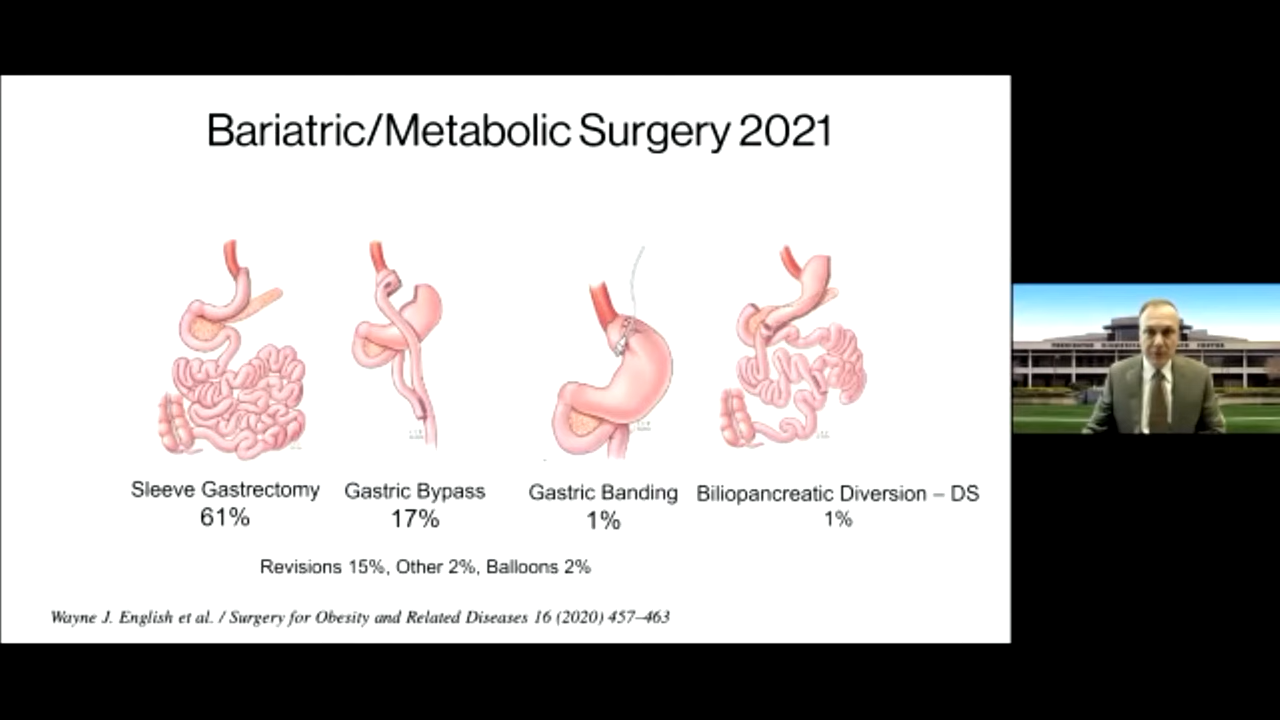 Bariatric/Metabolic Surgery 2021
Sleeve Gastrectomy
61%
Gastric Bypass
17%
Gastric Banding
1%
Biliopancreatic Diversion – DS
1%
Revisions 15%, Other 2%, Balloons 2%
Wayne J. English et al. / Surgery for Obesity and Related Diseases 16 (2020) 457–463